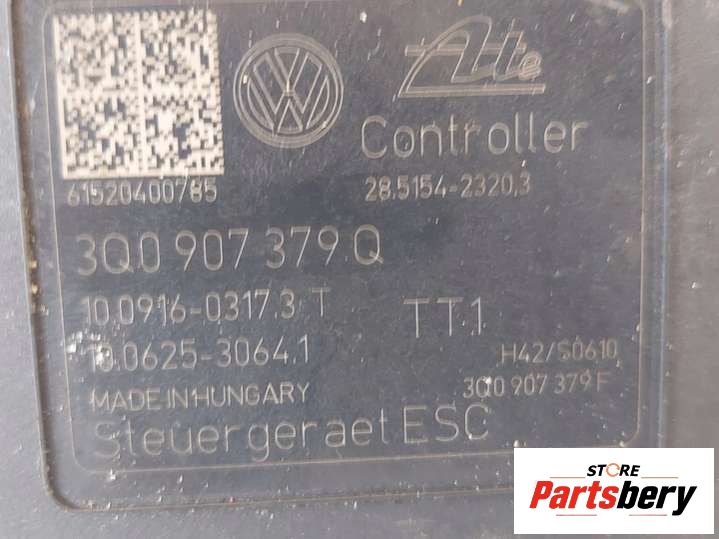 VW Ate
Controller
61520400785 28.5154-2320.3
3Q0 907 379 Q
10.0916-0317.3 T TT1
10.0625-3064.1 H42/S0610
MADE IN HUNGARY 3Q0 907 379 F
Steuergeraet ESC
STORE
Partsbery